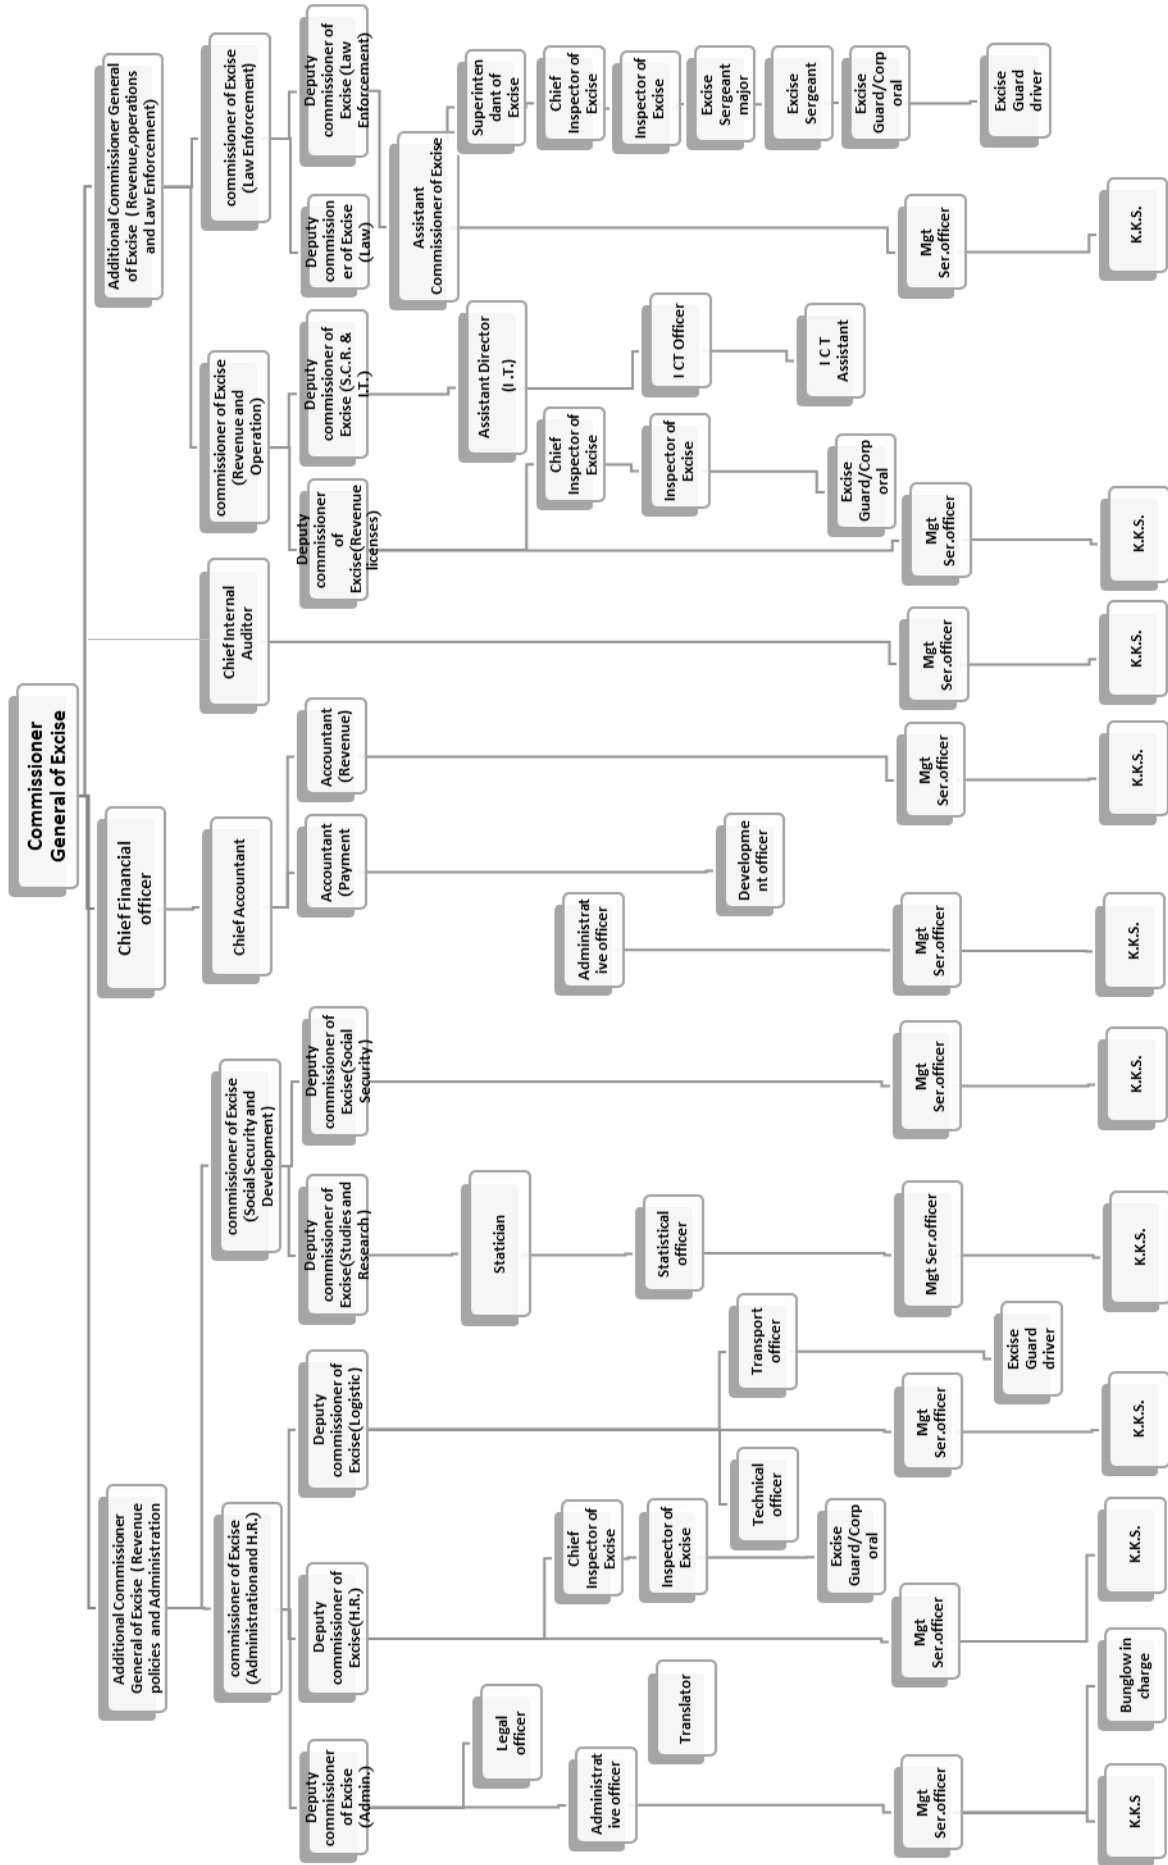 Commissioner
General of Excise
Additional Commissioner
General of Excise (Revenue
policies and Administration
Chief Financial
officer
Additional Commissioner General
of Excise (Revenue,operations
and Law Enforcement)
commissioner of Excise
(Administration and H.R.)
commissioner of Excise
(Social Security and
Development)
Chief Accountant
Chief Internal
Auditor
commissioner of Excise
(Revenue and
Operation)
commissioner of Excise
(Law Enforcement)
Deputy
commissioner
of Excise
(Admin.)
Deputy
commissioner of
Excise(H.R.)
Deputy
commissioner of
Excise(Logistic)
Deputy
commissioner of
Excise(Studies and
Research)
Deputy
commissioner of
Excise(Social
Security)
Accountant
(Payment
Accountant
(Revenue)
Deputy
commissioner
of
Excise(Revenue
licenses)
Deputy
commissioner of
Excise (S.C.R. &
I.T.)
Deputy
commission
er of Excise
(Law)
Deputy
commissioner of
Excise (Law
Enforcement)
Assistant
Commissioner of Excise
Legal
officer
Statician
Assistant Director
(I .T.)
Superinten
dant of
Excise
Administrat
ive officer
Chief
Inspector of
Excise
Administrat
ive officer
Chief
Inspector of
Excise
Chief
Inspector of
Excise
Translator
Inspector of
Excise
Statistical
officer
Inspector of
Excise
I CT Officer
Inspector of
Excise
Technical
officer
Transport
officer
Developme
nt officer
Excise
Sergeant
major
Excise
Guard/Corp
oral
Excise
Guard/Corp
oral
I C T
Assistant
Excise
Sergeant
Excise
Guard/Corp
oral
Mgt
Ser.officer
Mgt
Ser.officer
Mgt
Ser.officer
Mgt Ser.officer
Mgt
Ser.officer
Mgt
Ser.officer
Mgt
Ser.officer
Mgt
Ser.officer
Mgt
Ser.officer
Mgt
Ser.officer
Excise
Guard
driver
Excise
Guard
driver
K.K.S
Bunglow in
charge
K.K.S.
K.K.S.
K.K.S.
K.K.S.
K.K.S.
K.K.S.
K.K.S.
K.K.S.
K.K.S.